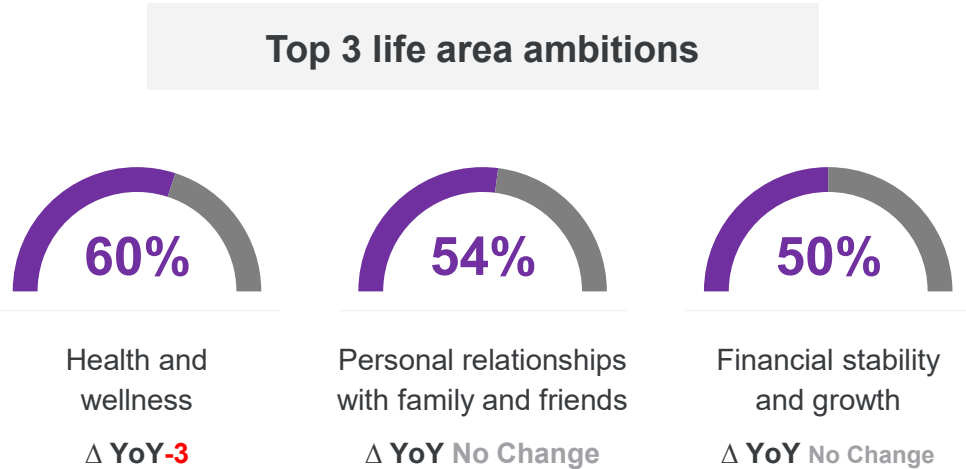 Top 3 life area ambitions
60% 54% 50%
Health and Personal relationships Financial stability
wellness with family and friends and growth
Δ YoY-3 Δ YoY No Change Δ YoY No Change